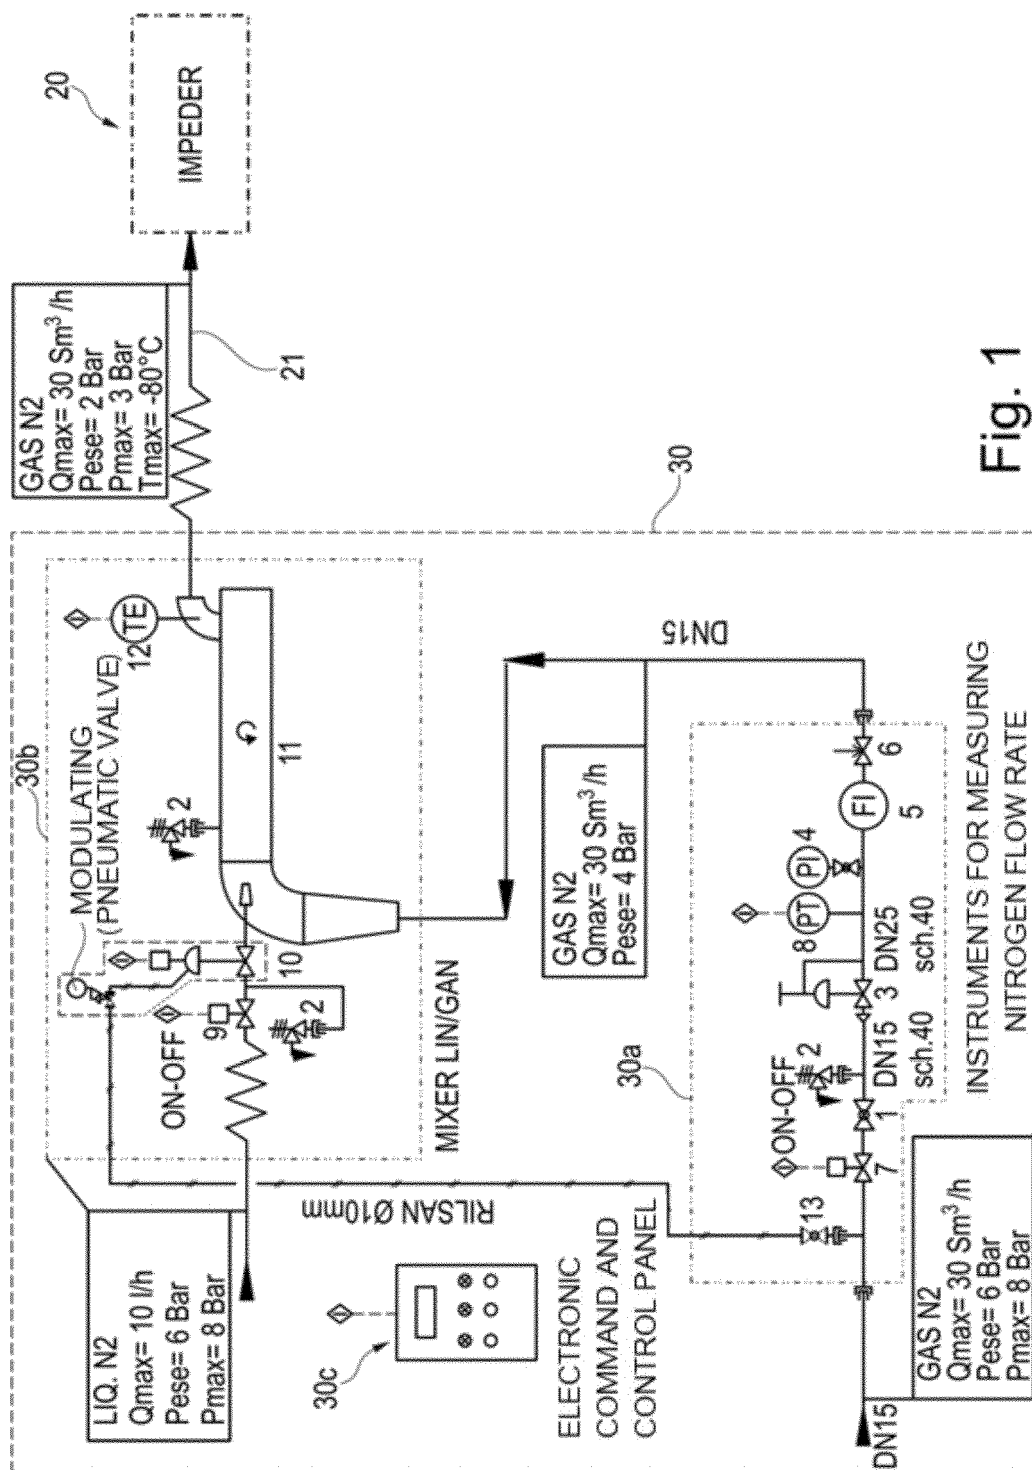 20
IMPEDER
GAS N2
Qmax= 30 Sm³/h
Pese= 2 Bar
Pmax= 3 Bar
Tmax= -80°C
21
Fig. 1
30
30b
MODULATING
(PNEUMATIC VALVE)
12
TE
2
11
10
ON-OFF
9
2
MIXER LIN/GAN
LIQ. N2
Qmax= 10 l/h
Pese= 6 Bar
Pmax= 8 Bar
RILSAN Ø10mm
30c
ELECTRONIC
COMMAND AND
CONTROL PANEL
DN15
GAS N2
Qmax= 30 Sm³/h
Pese= 4 Bar
30a
13
ON-OFF
7
1
2
DN15
sch.40
3
DN25
sch.40
8
PT
PI
4
FI
5
6
INSTRUMENTS FOR MEASURING
NITROGEN FLOW RATE
DN15
GAS N2
Qmax= 30 Sm³/h
Pese= 6 Bar
Pmax= 8 Bar